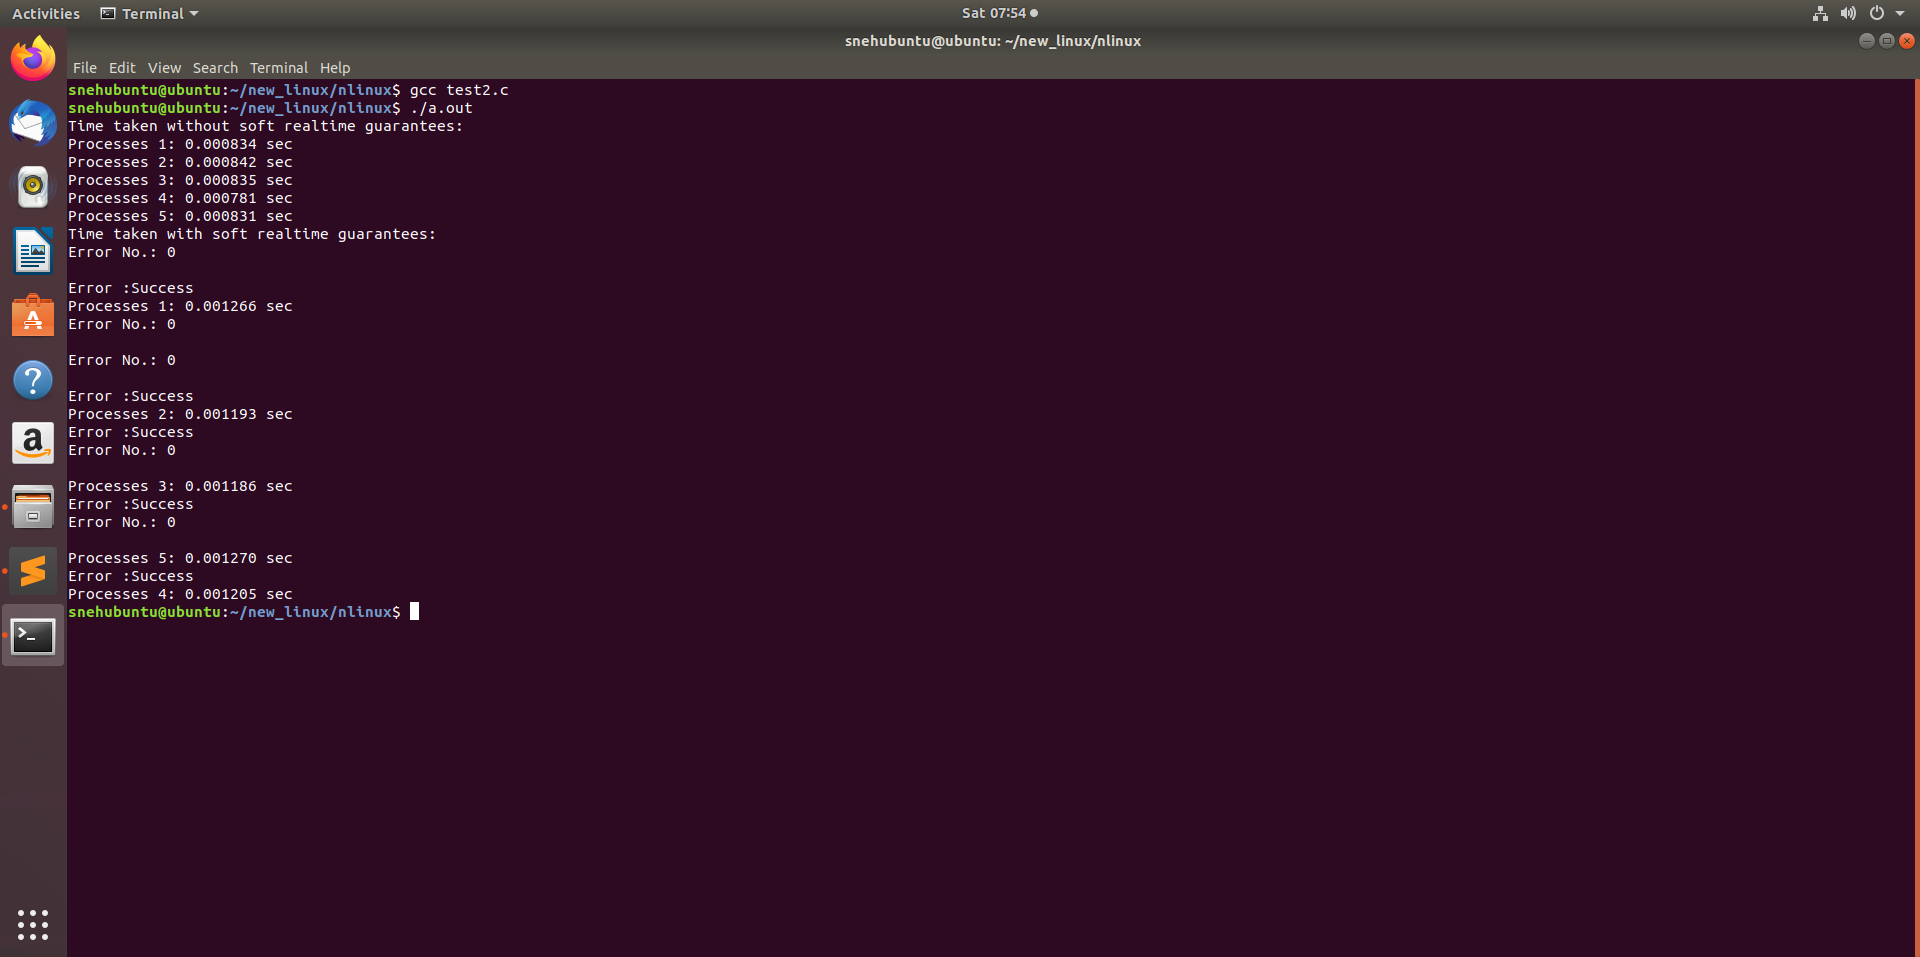 Activities Terminal Sat 07:54
snehubuntu@ubuntu: ~/new_linux/nlinux
File Edit View Search Terminal Help
snehubuntu@ubuntu:~/new_linux/nlinux$ gcc test2.c
snehubuntu@ubuntu:~/new_linux/nlinux$ ./a.out
Time taken without soft realtime guarantees:
Processes 1: 0.000834 sec
Processes 2: 0.000842 sec
Processes 3: 0.000835 sec
Processes 4: 0.000781 sec
Processes 5: 0.000831 sec
Time taken with soft realtime guarantees:
Error No.: 0
Error :Success
Processes 1: 0.001266 sec
Error No.: 0
Error No.: 0
Error :Success
Processes 2: 0.001193 sec
Error :Success
Error No.: 0
Processes 3: 0.001186 sec
Error :Success
Error No.: 0
Processes 5: 0.001270 sec
Error :Success
Processes 4: 0.001205 sec
snehubuntu@ubuntu:~/new_linux/nlinux$